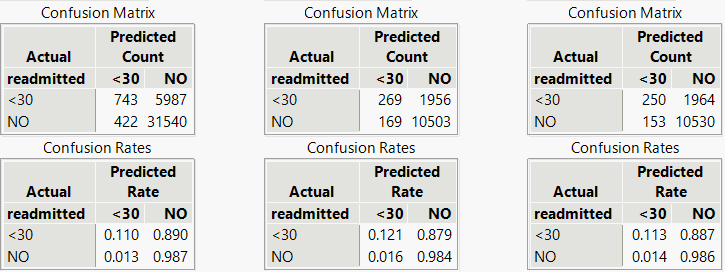 Confusion Matrix
Predicted
Actual Count
readmitted <30 NO
<30 743 5987
NO 422 31540
Confusion Rates
Predicted
Actual Rate
readmitted <30 NO
<30 0.110 0.890
NO 0.013 0.987
Confusion Matrix
Predicted
Actual Count
readmitted <30 NO
<30 269 1956
NO 169 10503
Confusion Rates
Predicted
Actual Rate
readmitted <30 NO
<30 0.121 0.879
NO 0.016 0.984
Confusion Matrix
Predicted
Actual Count
readmitted <30 NO
<30 250 1964
NO 153 10530
Confusion Rates
Predicted
Actual Rate
readmitted <30 NO
<30 0.113 0.887
NO 0.014 0.986